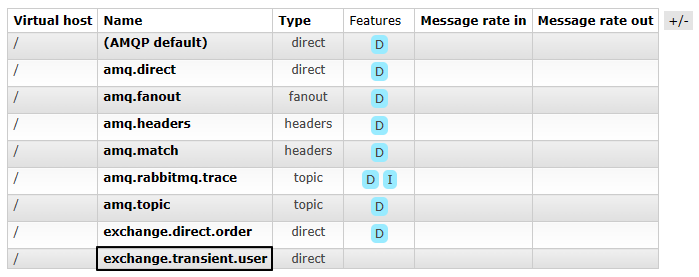 Virtual host Name Type Features Message rate in Message rate out +/-
/ (AMQP default) direct D
/ amq.direct direct D
/ amq.fanout fanout D
/ amq.headers headers D
/ amq.match headers D
/ amq.rabbitmq.trace topic D I
/ amq.topic topic D
/ exchange.direct.order direct D
/ exchange.transient.user direct